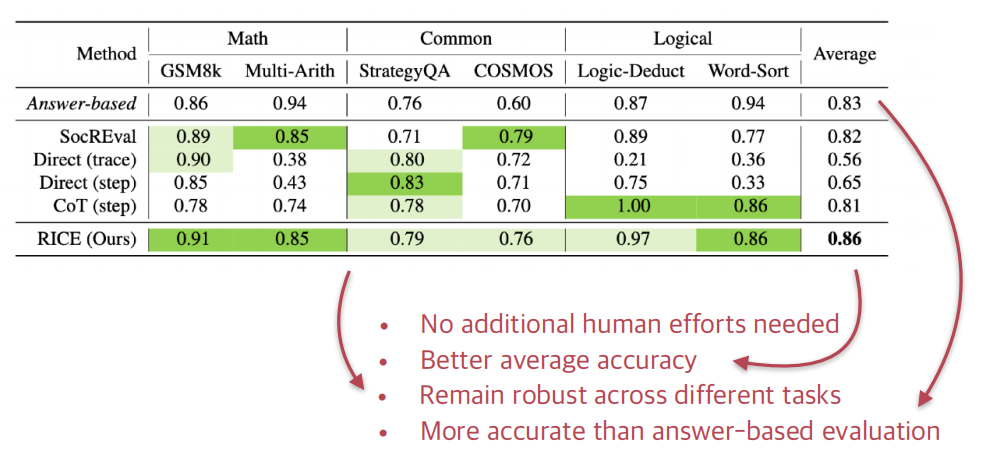 Method Math Common Logical Average
GSM8k Multi-Arith StrategyQA COSMOS Logic-Deduct Word-Sort
Answer-based 0.86 0.94 0.76 0.60 0.87 0.94 0.83
SocREval 0.89 0.85 0.71 0.79 0.89 0.77 0.82
Direct (trace) 0.90 0.38 0.80 0.72 0.21 0.36 0.56
Direct (step) 0.85 0.43 0.83 0.71 0.75 0.33 0.65
CoT (step) 0.78 0.74 0.78 0.70 1.00 0.86 0.81
RICE (Ours) 0.91 0.85 0.79 0.76 0.97 0.86 0.86
• No additional human efforts needed
• Better average accuracy
• Remain robust across different tasks
• More accurate than answer-based evaluation